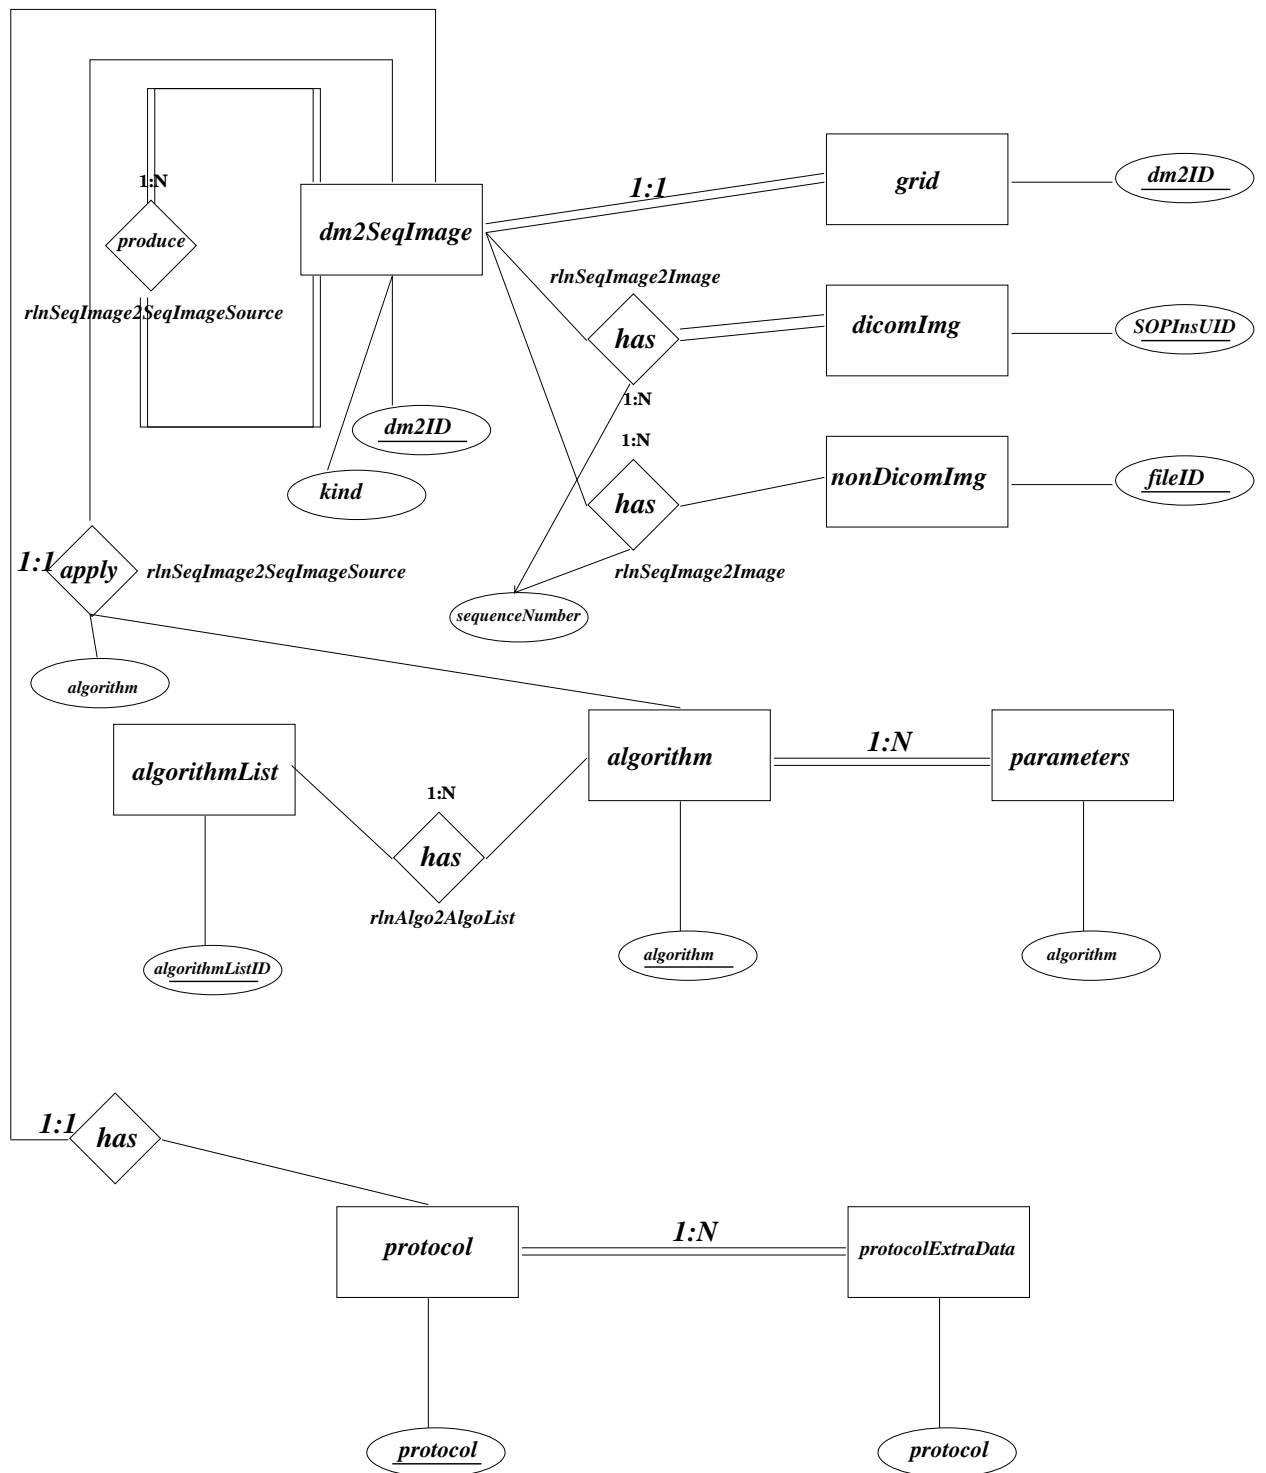 1:N
produce
rlnSeqImage2SeqImageSource
dm2SeqImage
1:1
grid
dm2ID
rlnSeqImage2Image
has
1:N
dicomImg
SOPInsUID
dm2ID
kind
1:N
has
rlnSeqImage2Image
nonDicomImg
fileID
1:1
apply
rlnSeqImage2SeqImageSource
sequenceNumber
algorithm
algorithmList
1:N
has
rlnAlgo2AlgoList
algorithm
1:N
parameters
algorithmListID
algorithm
algorithm
1:1
has
protocol
1:N
protocolExtraData
protocol
protocol